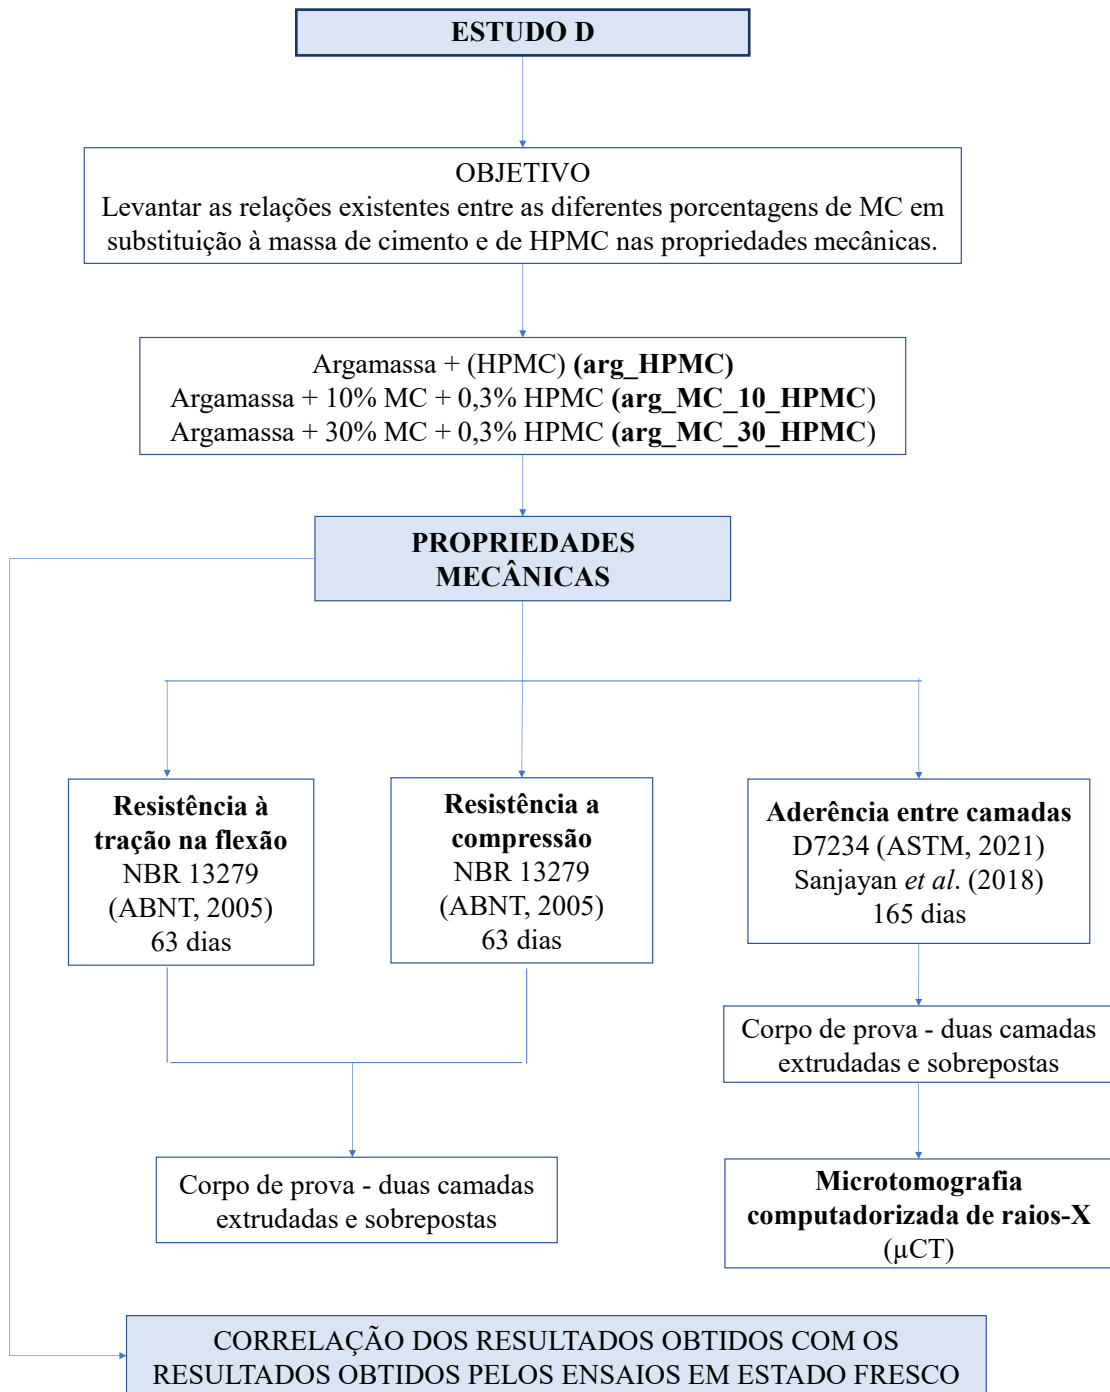 ESTUDO D
OBJETIVO
Levantar as relações existentes entre as diferentes porcentagens de MC em
substituição à massa de cimento e de HPMC nas propriedades mecânicas.
Argamassa + (HPMC) (arg_HPMC)
Argamassa + 10% MC + 0,3% HPMC (arg_MC_10_HPMC)
Argamassa + 30% MC + 0,3% HPMC (arg_MC_30_HPMC)
PROPRIEDADES
MECÂNICAS
Resistência à
tração na flexão
NBR 13279
(ABNT, 2005)
63 dias
Resistência a
compressão
NBR 13279
(ABNT, 2005)
63 dias
Aderência entre camadas
D7234 (ASTM, 2021)
Sanjayan et al. (2018)
165 dias
Corpo de prova - duas camadas
extrudadas e sobrepostas
Corpo de prova - duas camadas
extrudadas e sobrepostas
Microtomografia
computadorizada de raios-X
(µCT)
CORRELAÇÃO DOS RESULTADOS OBTIDOS COM OS
RESULTADOS OBTIDOS PELOS ENSAIOS EM ESTADO FRESCO